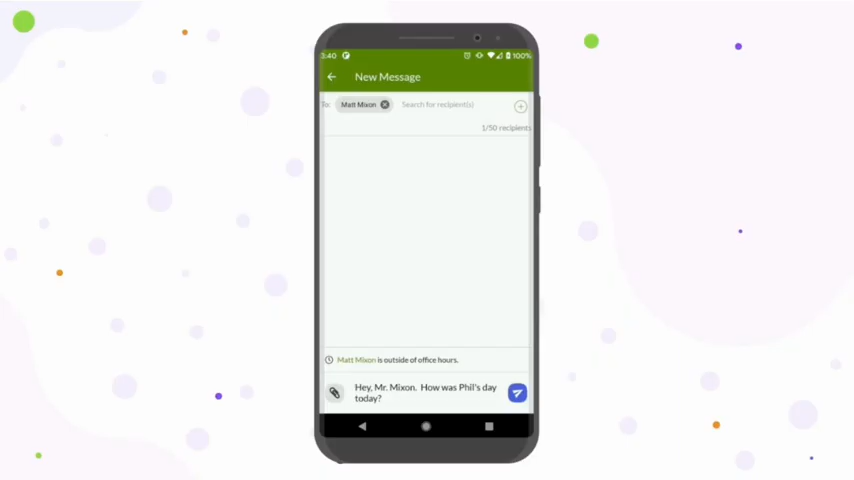 3:40 100%
New Message
To: Matt Mixon Search for recipient(s)
1/50 recipients
Matt Mixon is outside of office hours.
Hey, Mr. Mixon. How was Phil's day
today?